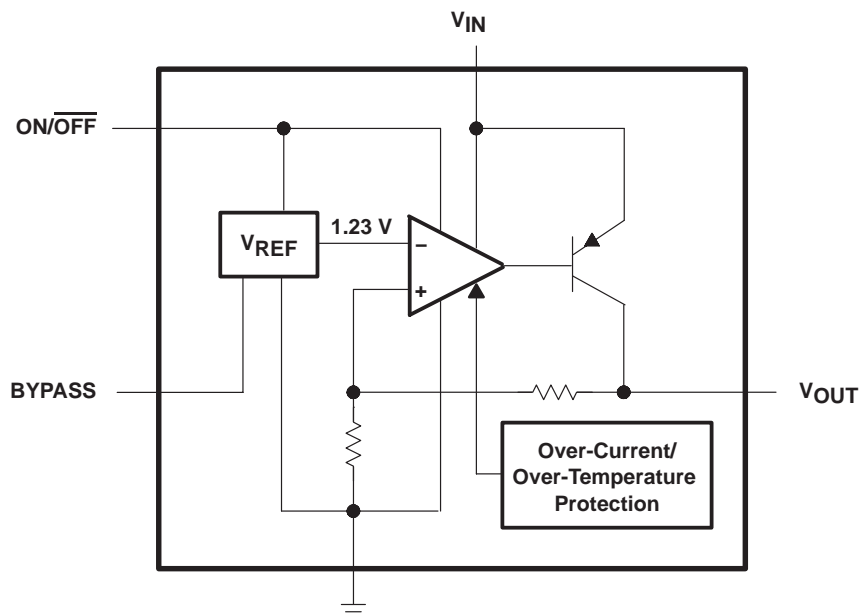 VIN
ON/OFF
1.23 V
VREF
−
+
BYPASS
VOUT
Over-Current/
Over-Temperature
Protection